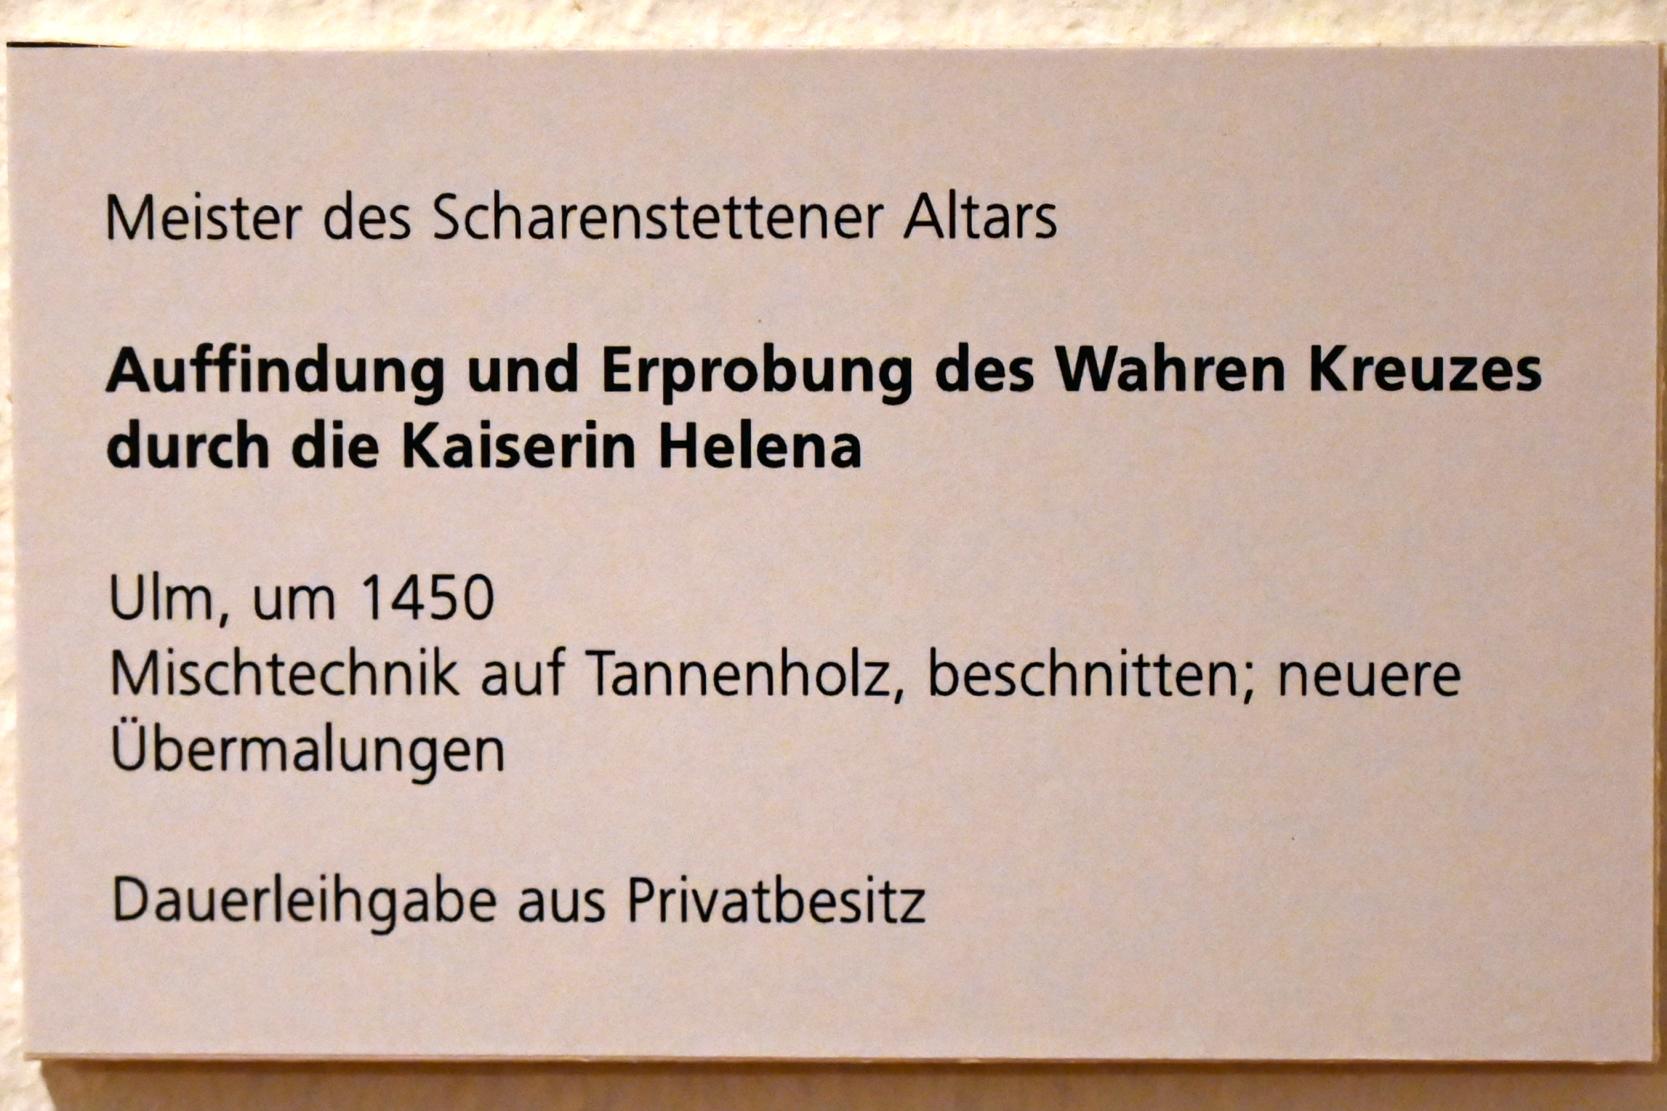 Meister des Scharenstettener Altars
Auffindung und Erprobung des Wahren Kreuzes
durch die Kaiserin Helena
Ulm, um 1450
Mischtechnik auf Tannenholz, beschnitten; neuere
Übermalungen
Dauerleihgabe aus Privatbesitz